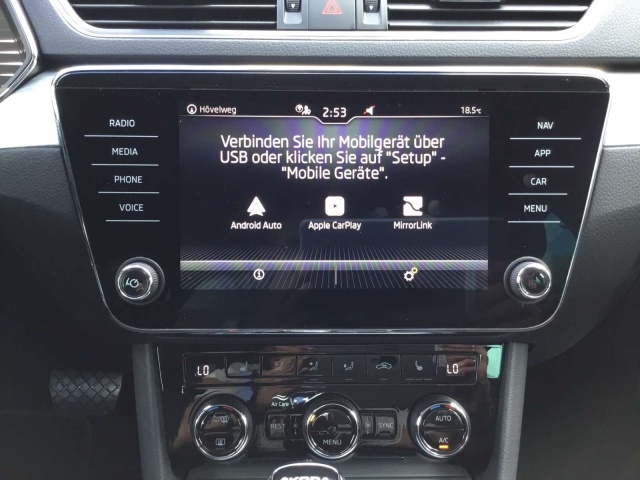 Hövelweg 2:53 18.5°C
RADIO
MEDIA
PHONE
VOICE
Verbinden Sie Ihr Mobilgerät über
USB oder klicken Sie auf "Setup" -
"Mobile Geräte".
Android Auto Apple CarPlay MirrorLink
NAV
APP
CAR
MENU
LO LO
Air Care
REST MENU SYNC AUTO
A/C